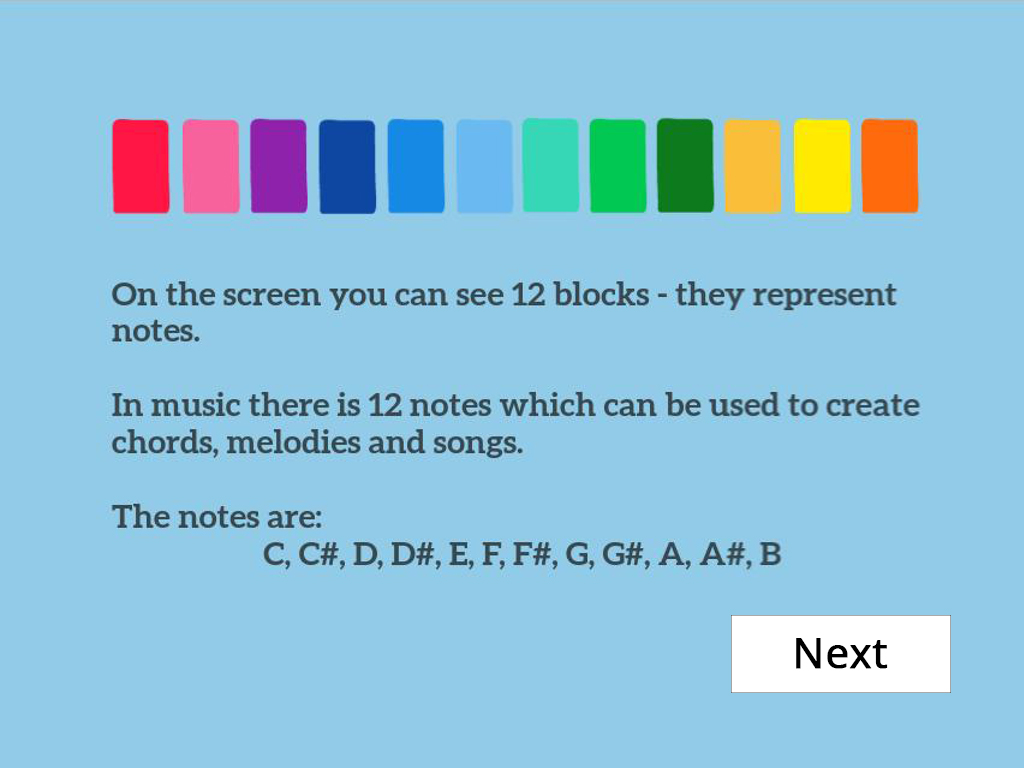 On the screen you can see 12 blocks - they represent
notes.
In music there is 12 notes which can be used to create
chords, melodies and songs.
The notes are:
C, C#, D, D#, E, F, F#, G, G#, A, A#, B
Next